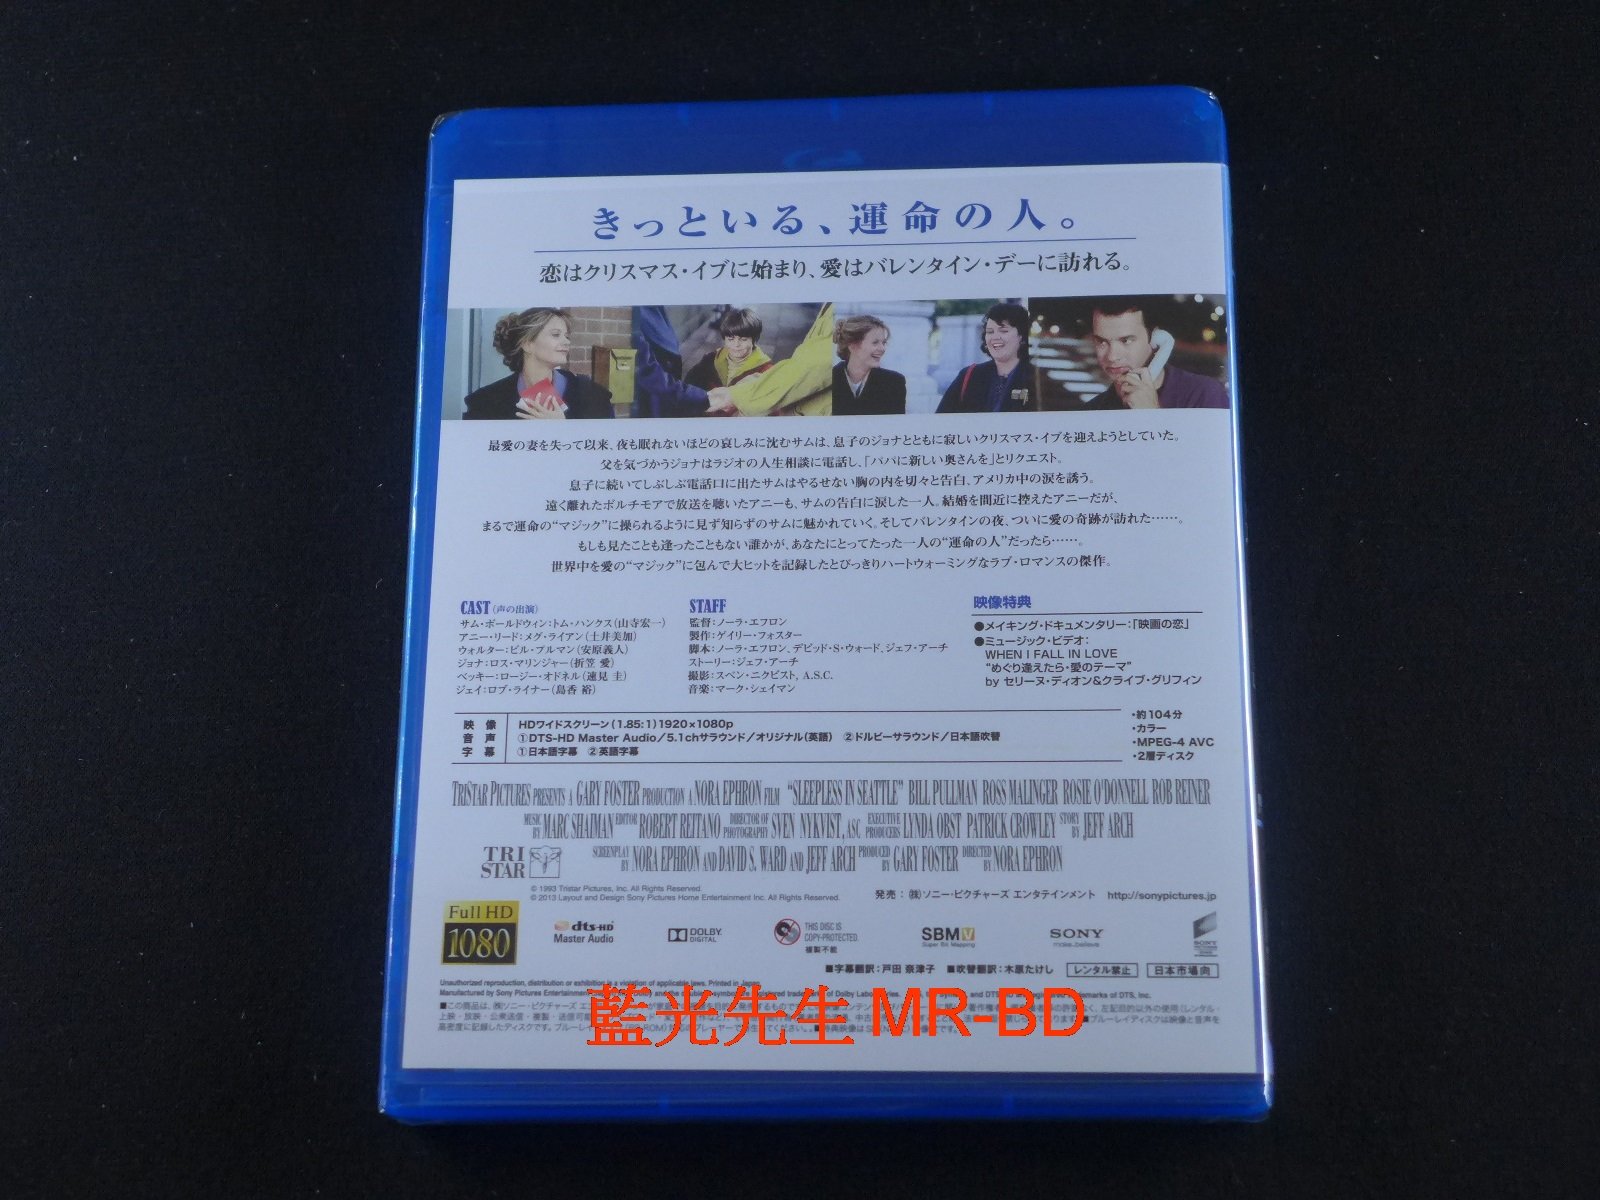 きっといる、運命の人。
恋はクリスマス・イブに始まり、愛はバレンタイン・デーに訪れる。
最愛の妻を失って以来、夜も眠れないほどの哀しみに沈むサムは、息子のジョナとともに寂しいクリスマス・イブを迎えようとしていた。
父を気づかうジョナはラジオの人生相談に電話し、「パパに新しい奥さんを」とリクエスト。
息子に続いてしぶしぶ電話口に出たサムはやるせない胸の内を切々と告白、アメリカ中の涙を誘う。
遠く離れたボルチモアで放送を聴いたアニーも、サムの告白に涙した一人。結婚を間近に控えたアニーだが、
まるで運命の“マジック”に操られるように見ず知らずのサムに魅かれていく。そしてバレンタインの夜、ついに愛の奇跡が訪れた……。
もしも見たことも逢ったこともない誰かが、あなたにとってたった一人の“運命の人”だったら……。
世界中を愛の“マジック”に包んで大ヒットを記録したとびっきりハートウォーミングなラブ・ロマンスの傑作。
CAST(声の出演)
サム・ボールドウィン:トム・ハンクス(山寺宏一)
アニー・リード:メグ・ライアン(土井美加)
ウォルター:ビル・プルマン(安原義人)
ジョナ:ロス・マリンジャー(折笠 愛)
ベッキー:ロージー・オドネル(速見 圭)
ジェイ:ロブ・ライナー(島香 裕)
STAFF
監督:ノーラ・エフロン
製作:ゲイリー・フォスター
脚本:ノーラ・エフロン、デビッド・S・ウォード、ジェフ・アーチ
ストーリー:ジェフ・アーチ
撮影:スベン・ニクビスト, A.S.C.
音楽:マーク・シェイマン
映像特典
●メイキング・ドキュメンタリー:「映画の恋」
●ミュージック・ビデオ:
WHEN I FALL IN LOVE
“めぐり逢えたら・愛のテーマ”
by セリーヌ・ディオン&クライブ・グリフィン
映像 HDワイドスクリーン(1.85:1)1920×1080p
音声 ①DTS-HD Master Audio/5.1chサラウンド/オリジナル(英語) ②ドルビーサラウンド/日本語吹替
字幕 ①日本語字幕 ②英語字幕
・約104分
・カラー
・MPEG-4 AVC
・2層ディスク
TRISTAR PICTURES PRESENTS A GARY FOSTER PRODUCTION A NORA EPHRON FILM “SLEEPLESS IN SEATTLE” BILL PULLMAN ROSS MALINGER ROSIE O'DONNELL ROB REINER
MUSIC BY MARC SHAIMAN EDITOR ROBERT REITANO DIRECTOR OF PHOTOGRAPHY SVEN NYKVIST, ASC EXECUTIVE PRODUCERS LYNDA OBST PATRICK CROWLEY STORY BY JEFF ARCH
SCREENPLAY BY NORA EPHRON AND DAVID S. WARD AND JEFF ARCH PRODUCED BY GARY FOSTER DIRECTED BY NORA EPHRON
TRI
STAR
© 1993 Tristar Pictures, Inc. All Rights Reserved.
© 2013 Layout and Design Sony Pictures Home Entertainment Inc. All Rights Reserved.
発売:㈱ソニー・ピクチャーズ エンタテインメント http://sonypictures.jp
Full HD
1080
dts-HD
Master Audio
DOLBY
DIGITAL
THIS DISC IS
COPY-PROTECTED.
複製不能
SBMV
Super Bit Mapping
SONY
make.believe
SONY
PICTURES
■字幕翻訳:戸田 奈津子 ■吹替翻訳:木原たけし レンタル禁止 日本市場向
Unauthorized reproduction, distribution or exhibition is a violation of applicable laws. Printed in Japan
Manufactured by Sony Pictures Entertainment
藍光先生 MR-BD